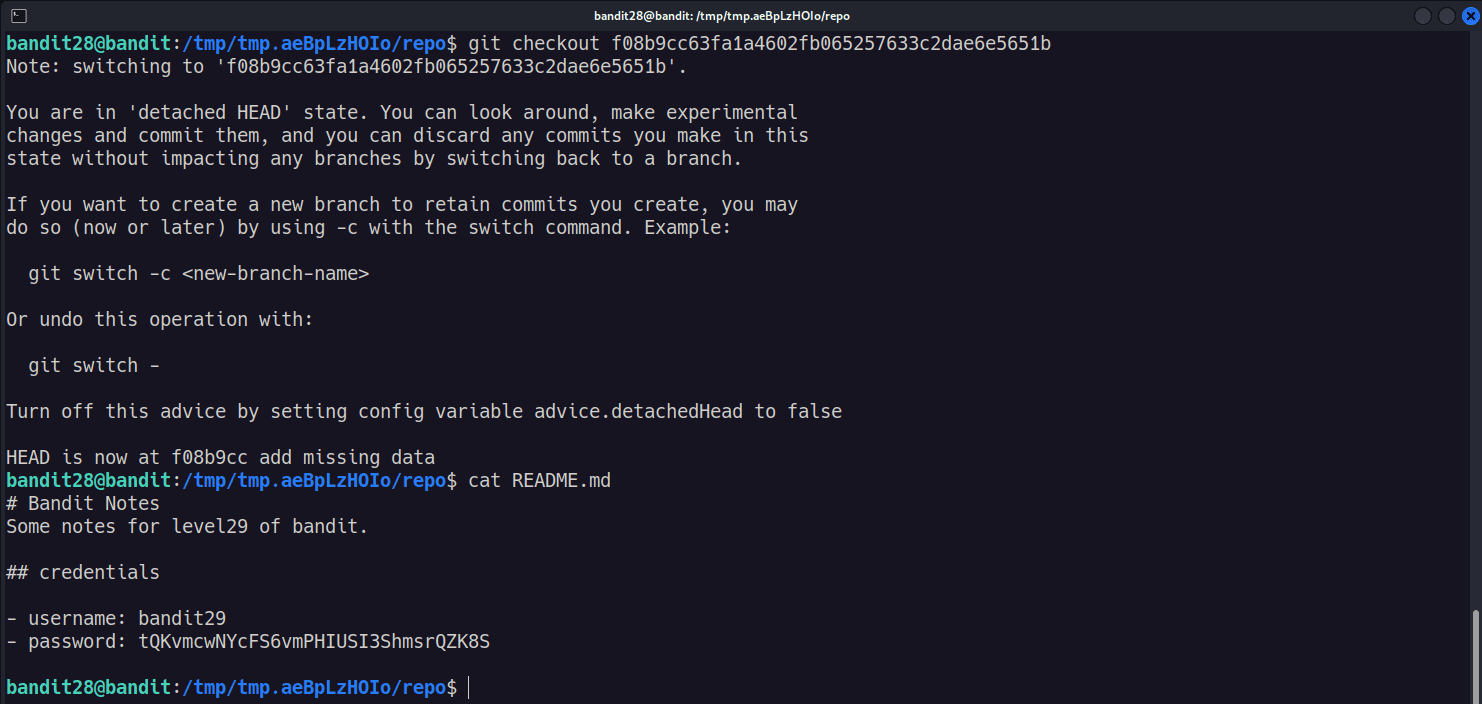 bandit28@bandit: /tmp/tmp.aeBpLzHOIo/repo
bandit28@bandit:/tmp/tmp.aeBpLzHOIo/repo$ git checkout f08b9cc63fa1a4602fb065257633c2dae6e5651b
Note: switching to 'f08b9cc63fa1a4602fb065257633c2dae6e5651b'.
You are in 'detached HEAD' state. You can look around, make experimental
changes and commit them, and you can discard any commits you make in this
state without impacting any branches by switching back to a branch.
If you want to create a new branch to retain commits you create, you may
do so (now or later) by using -c with the switch command. Example:
git switch -c <new-branch-name>
Or undo this operation with:
git switch -
Turn off this advice by setting config variable advice.detachedHead to false
HEAD is now at f08b9cc add missing data
bandit28@bandit:/tmp/tmp.aeBpLzHOIo/repo$ cat README.md
# Bandit Notes
Some notes for level29 of bandit.
## credentials
- username: bandit29
- password: tQKvmcwNYcFS6vmPHIUSI3ShmsrQZK8S
bandit28@bandit:/tmp/tmp.aeBpLzHOIo/repo$